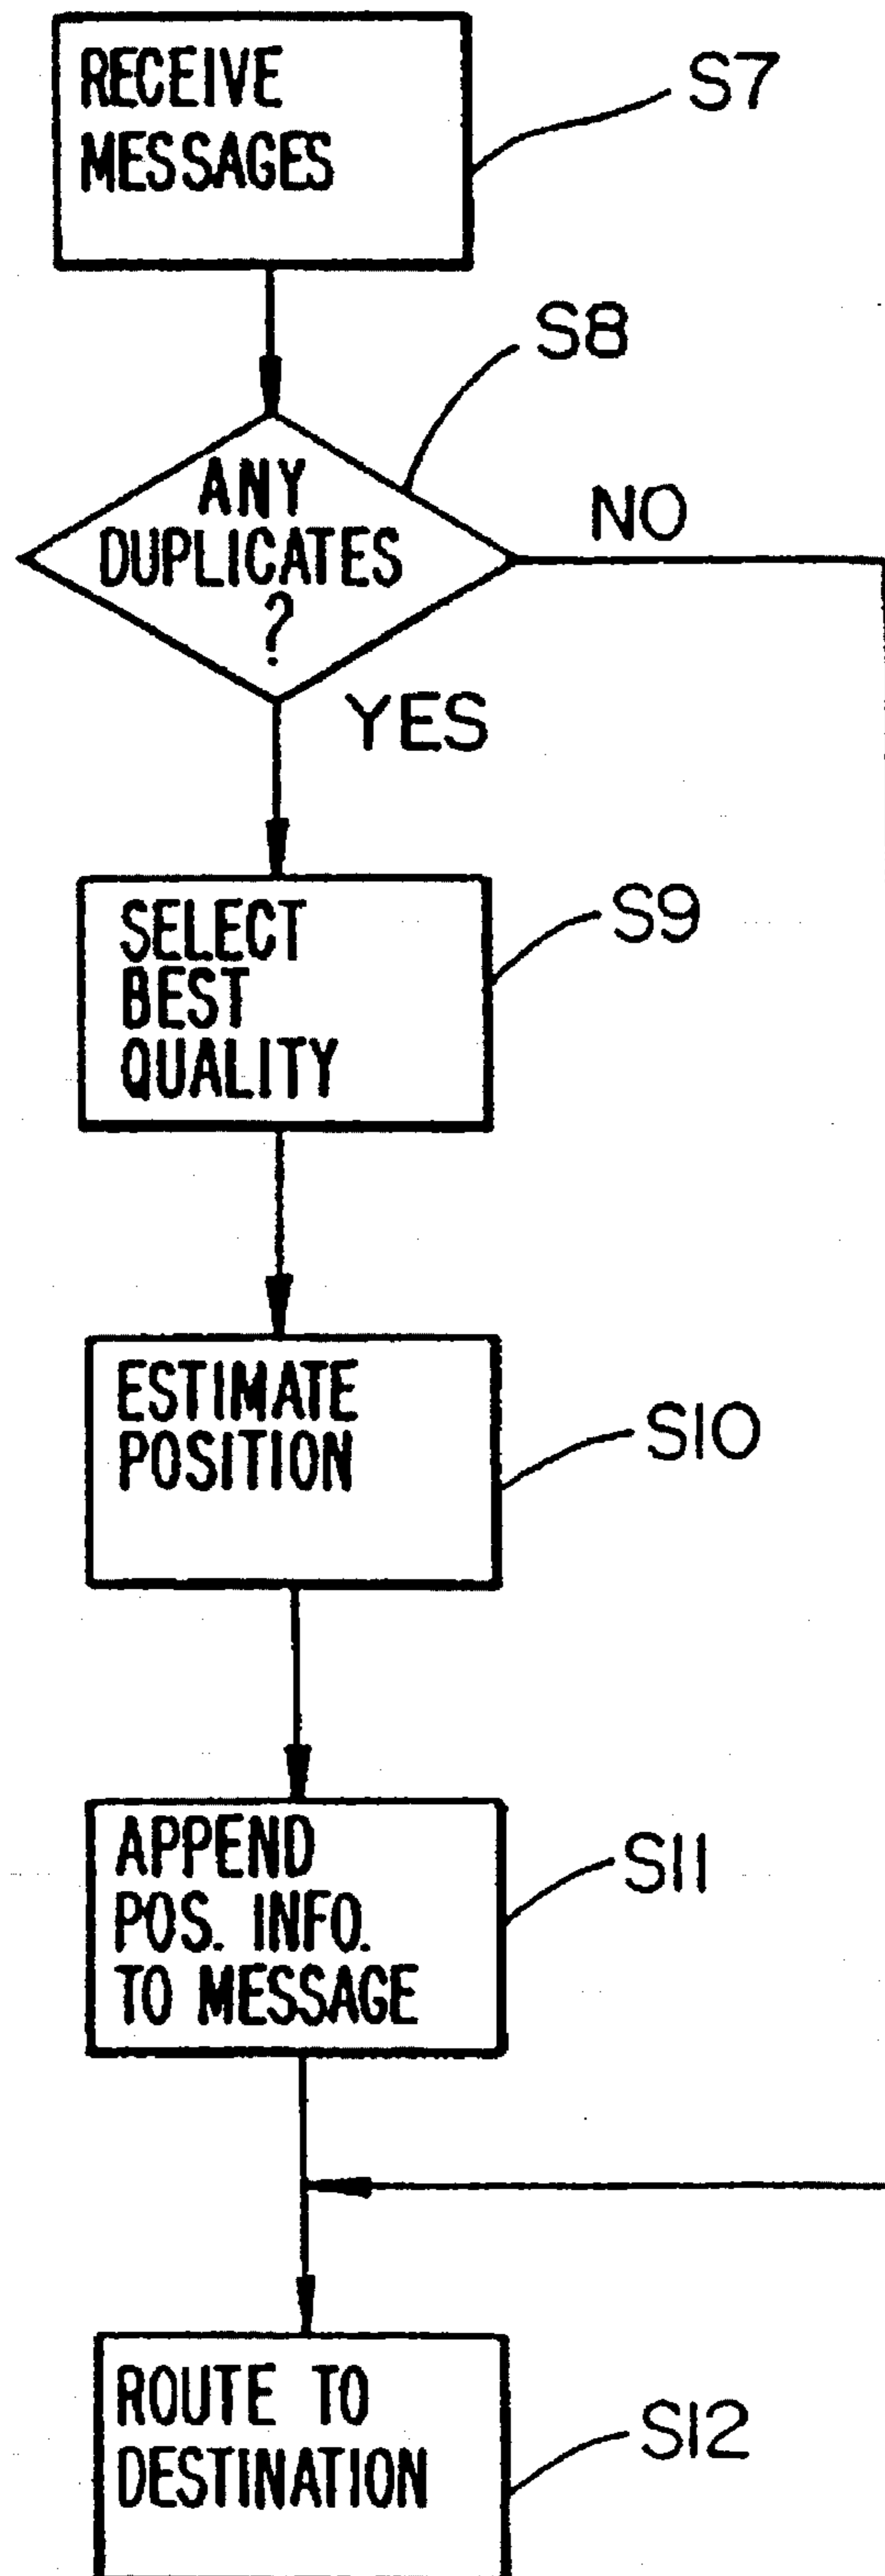 RECEIVE
MESSAGES
S7
S8
ANY
DUPLICATES
?
NO
YES
SELECT
BEST
QUALITY
S9
ESTIMATE
POSITION
S10
APPEND
POS. INFO.
TO MESSAGE
S11
ROUTE TO
DESTINATION
S12